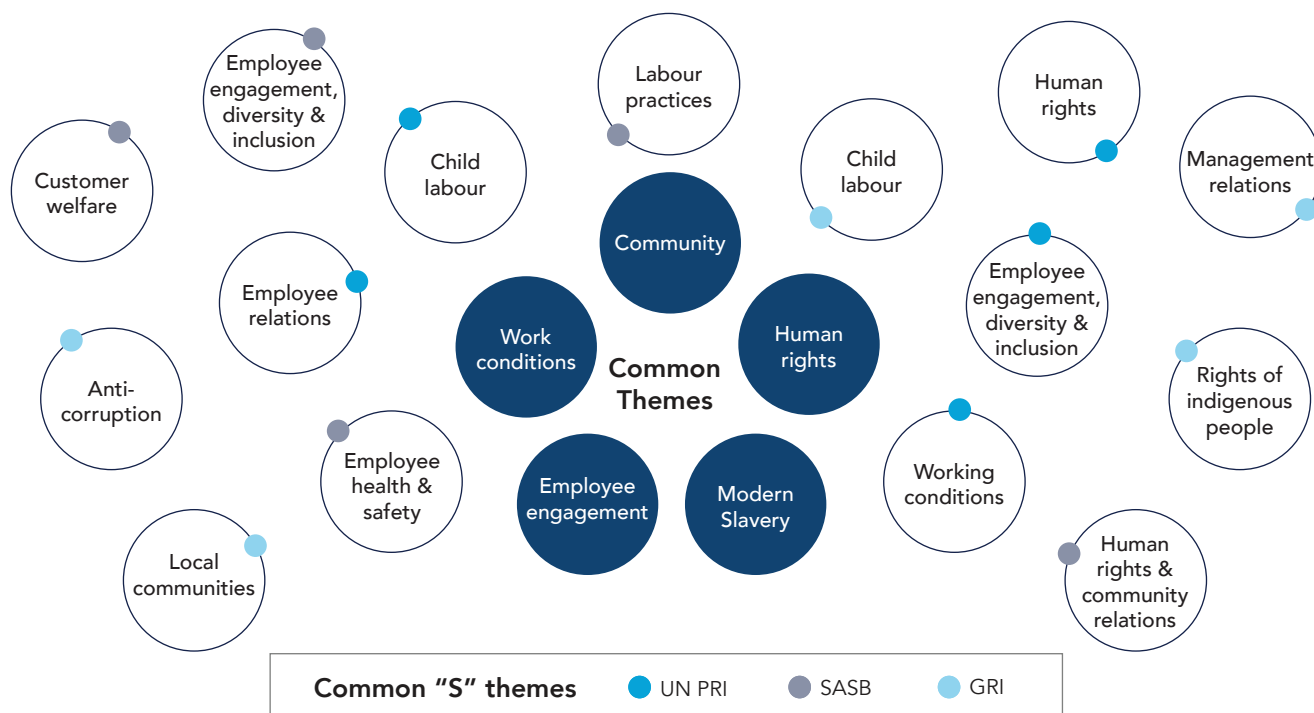 Employee
engagement,
diversity &
inclusion
Labour
practices
Human
rights
Customer
welfare
Child
labour
Child
labour
Management
relations
Community
Employee
relations
Employee
engagement,
diversity &
inclusion
Work
conditions
Human
rights
Common
Themes
Anti-
corruption
Rights of
indigenous
people
Employee
health &
safety
Employee
engagement
Modern
Slavery
Working
conditions
Local
communities
Human
rights &
community
relations
Common “S” themes
UN PRI
SASB
GRI